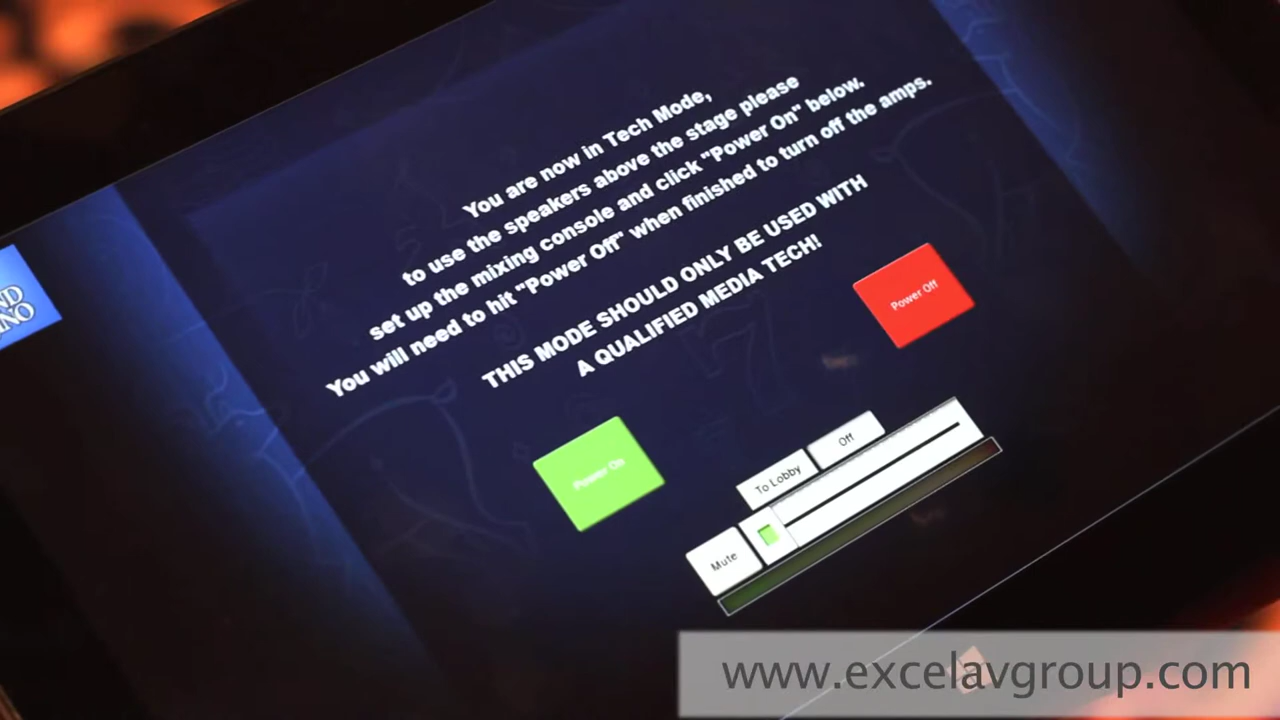 You are now in Tech Mode,
to use the speakers above the stage please
set up the mixing console and click "Power On" below.
You will need to hit "Power Off" when finished to turn off the amps.
THIS MODE SHOULD ONLY BE USED WITH
A QUALIFIED MEDIA TECH!
Power Off
Power On
Off
To Lobby
Mute
www.excelavgroup.com